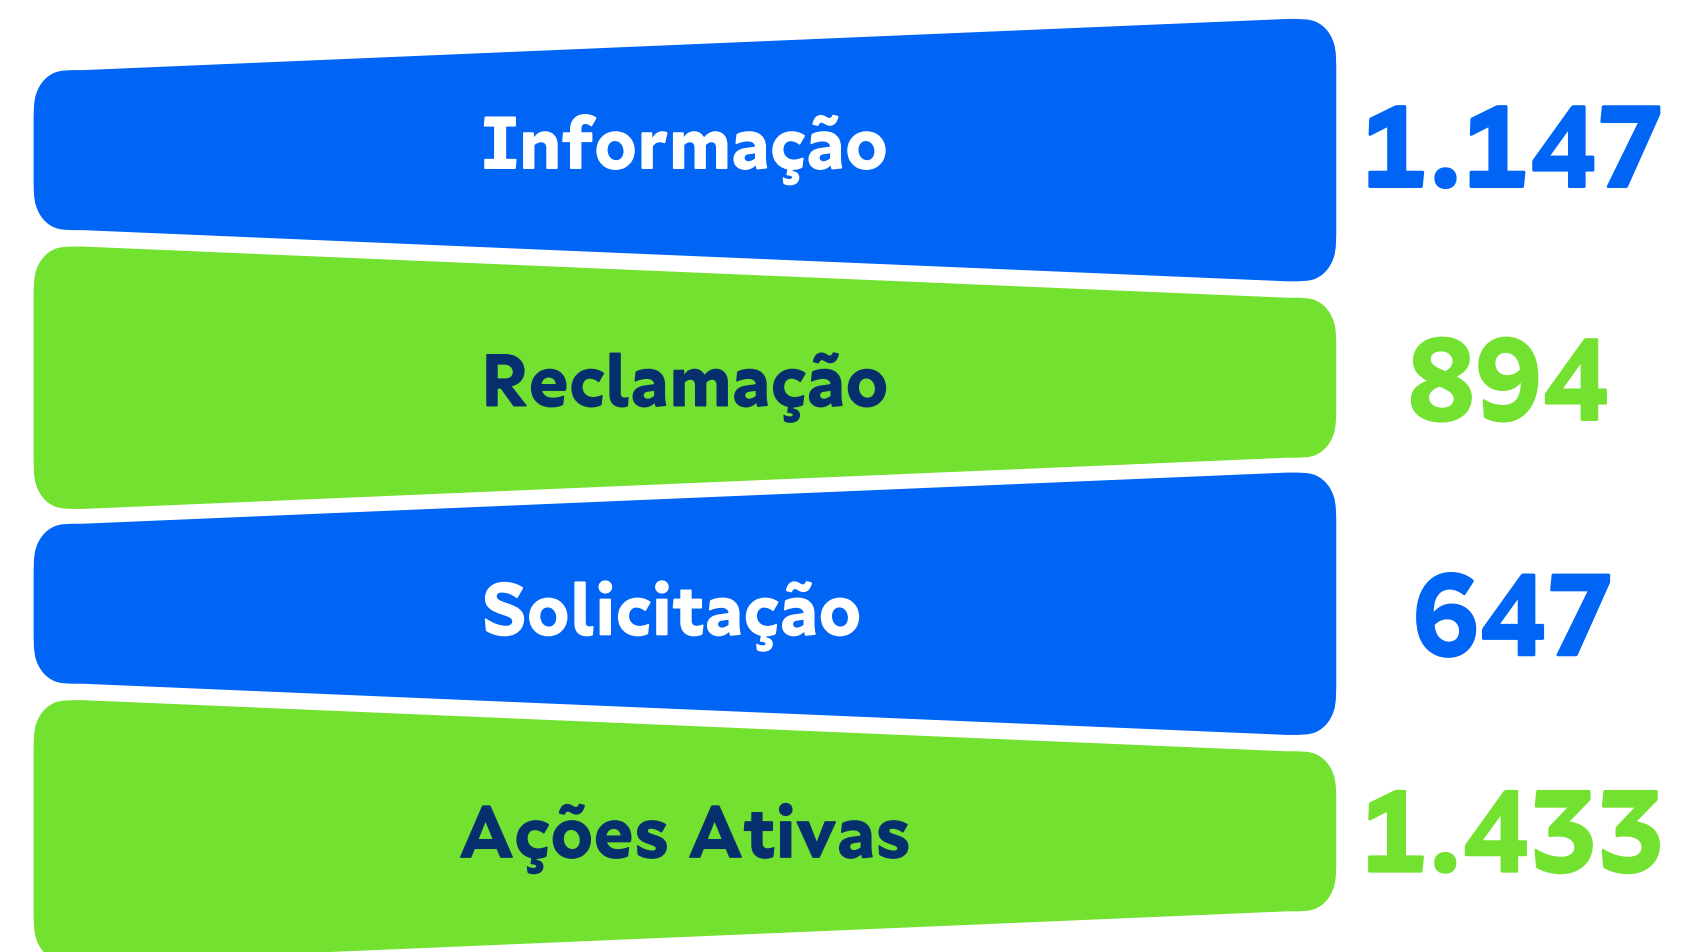 Informação 1.147
Reclamação 894
Solicitação 647
Ações Ativas 1.433